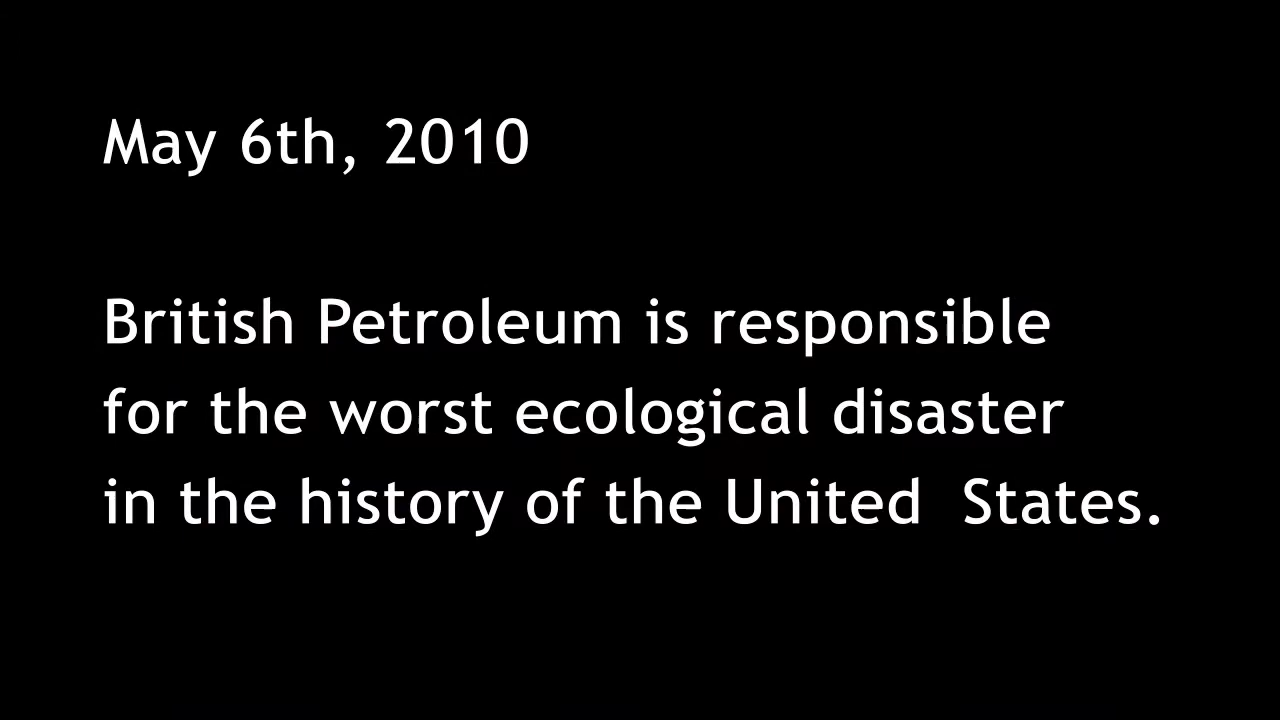 May 6th, 2010
British Petroleum is responsible
for the worst ecological disaster
in the history of the United  States.